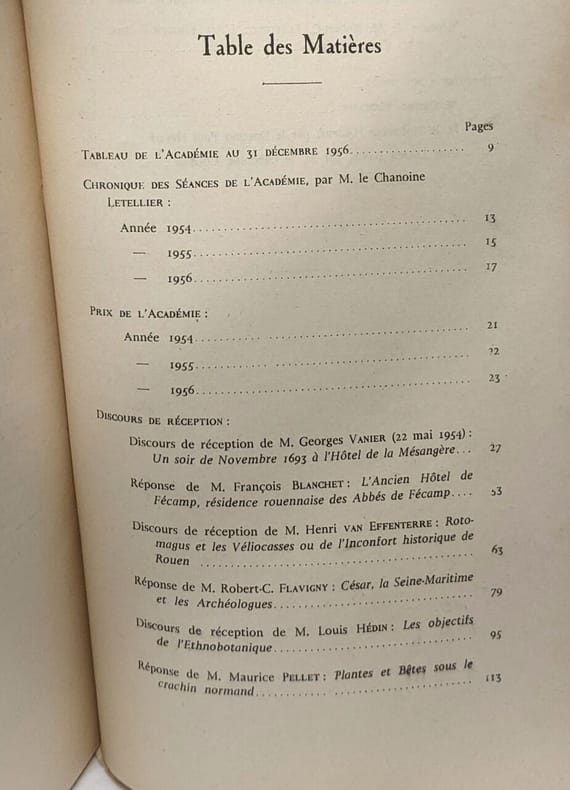 Table des Matières
Pages
TABLEAU DE L'ACADÉMIE AU 31 DÉCEMBRE 1956.................... 9
CHRONIQUE DES SÉANCES DE L'ACADÉMIE, par M. le Chanoine
LETELLIER :
Année 1954.................... 13
— 1955.................... 15
— 1956.................... 17
PRIX DE L'ACADÉMIE :
Année 1954.................... 21
— 1955.................... 22
— 1956.................... 23
DISCOURS DE RÉCEPTION :
Discours de réception de M. Georges VANIER (22 mai 1954) :
Un soir de Novembre 1693 à l'Hôtel de la Mésangère... 27
Réponse de M. François BLANCHET : L'Ancien Hôtel de
Fécamp, résidence rouennaise des Abbés de Fécamp.... 53
Discours de réception de M. Henri VAN EFFENTERRE : Roto-
magus et les Véliocasses ou de l'Inconfort historique de
Rouen .................... 63
Réponse de M. Robert-C. FLAVIGNY : César, la Seine-Maritime
et les Archéologues.................... 79
Discours de réception de M. Louis HÉDIN : Les objectifs
de l'Ethnobotanique.................... 95
Réponse de M. Maurice PELLET : Plantes et Bêtes sous le
crachin normand.................... 113